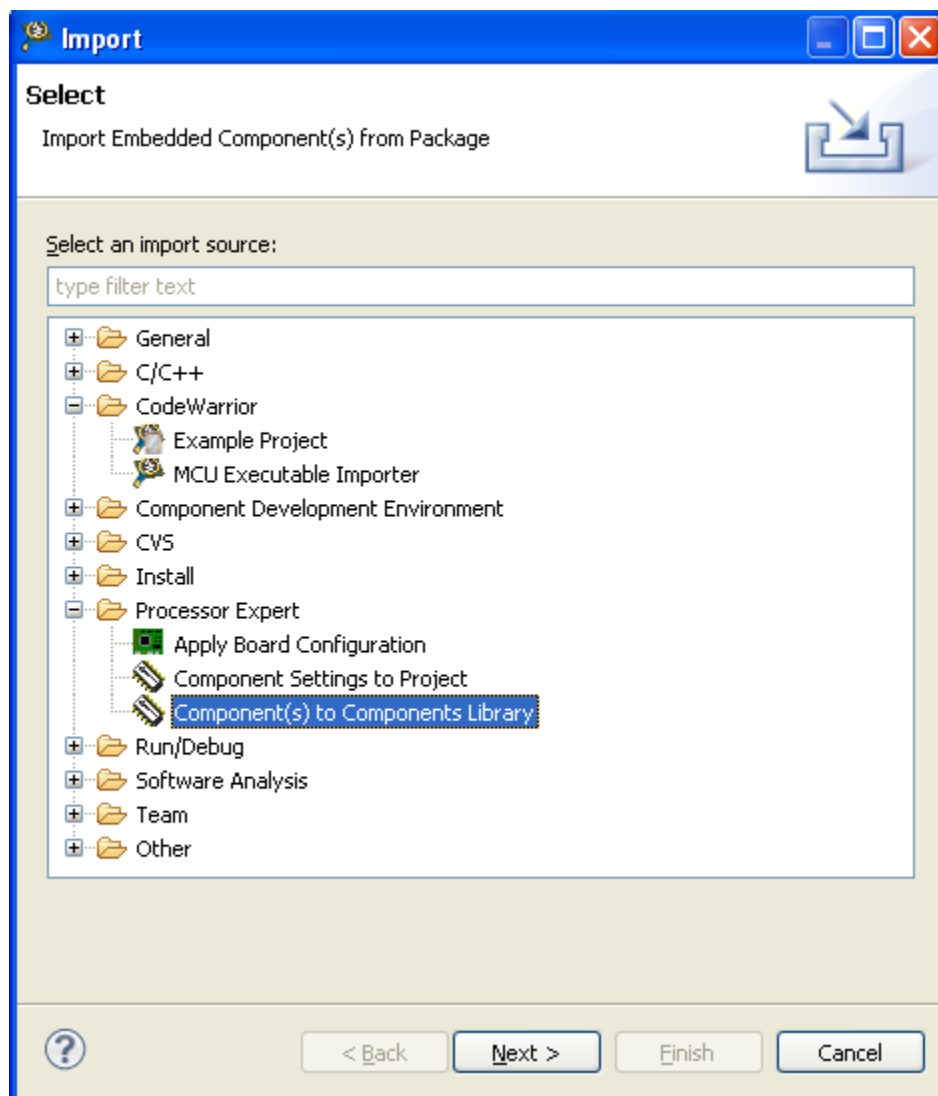 Import
Select
Import Embedded Component(s) from Package
Select an import source:
type filter text
General
C/C++
CodeWarrior
Example Project
MCU Executable Importer
Component Development Environment
CVS
Install
Processor Expert
Apply Board Configuration
Component Settings to Project
Component(s) to Components Library
Run/Debug
Software Analysis
Team
Other
? < Back Next > Finish Cancel